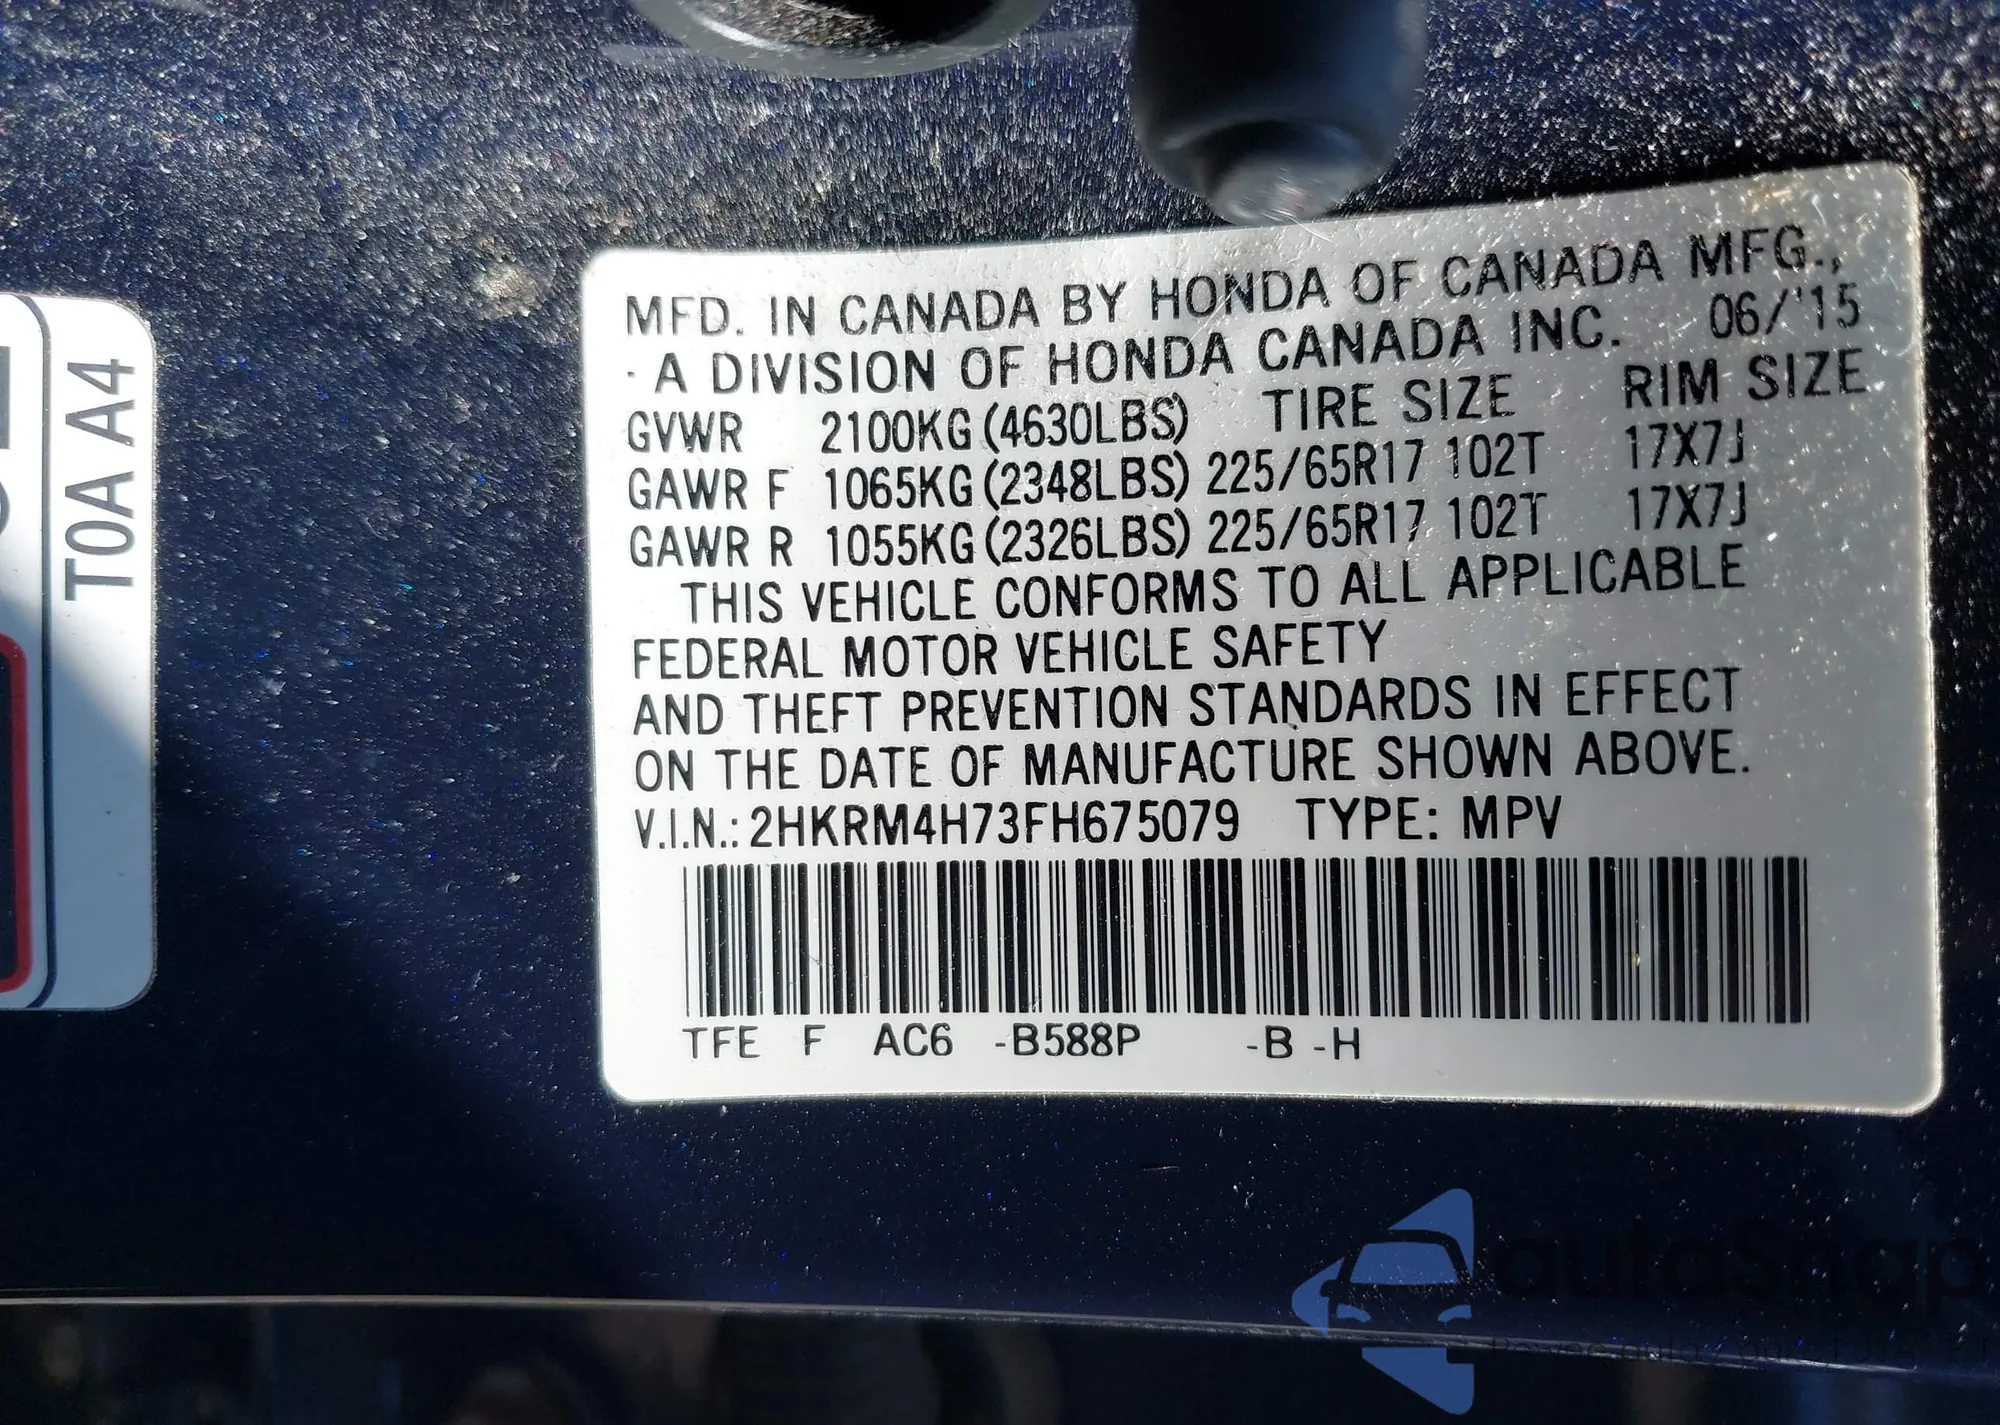 T0A A4
MFD. IN CANADA BY HONDA OF CANADA MFG.,
- A DIVISION OF HONDA CANADA INC. 06/'15
GVWR 2100KG (4630LBS) TIRE SIZE RIM SIZE
GAWR F 1065KG (2348LBS) 225/65R17 102T 17X7J
GAWR R 1055KG (2326LBS) 225/65R17 102T 17X7J
THIS VEHICLE CONFORMS TO ALL APPLICABLE
FEDERAL MOTOR VEHICLE SAFETY
AND THEFT PREVENTION STANDARDS IN EFFECT
ON THE DATE OF MANUFACTURE SHOWN ABOVE.
V.I.N.: 2HKRM4H73FH675079 TYPE: MPV
TFE F AC6 -B588P -B -H
autosnap